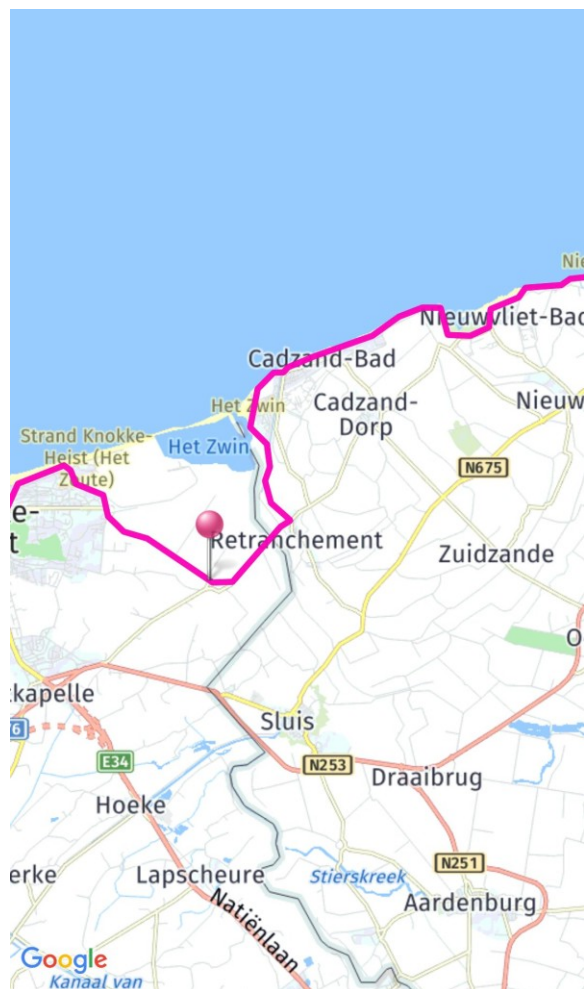 Nie
Nieuwvliet-Bad
Cadzand-Bad
Het Zwin
Cadzand-
Dorp
Nieuw
Strand Knokke-
Heist (Het
Zoute)
Het Zwin
N675
e-
t
Retranchement
Zuidzande
O
kapelle
Sluis
E34
N253
Draaibrug
Hoeke
N251
erke
Lapscheure
Stierskreek
Aardenburg
Natiënlaan
Google
Kanaal van